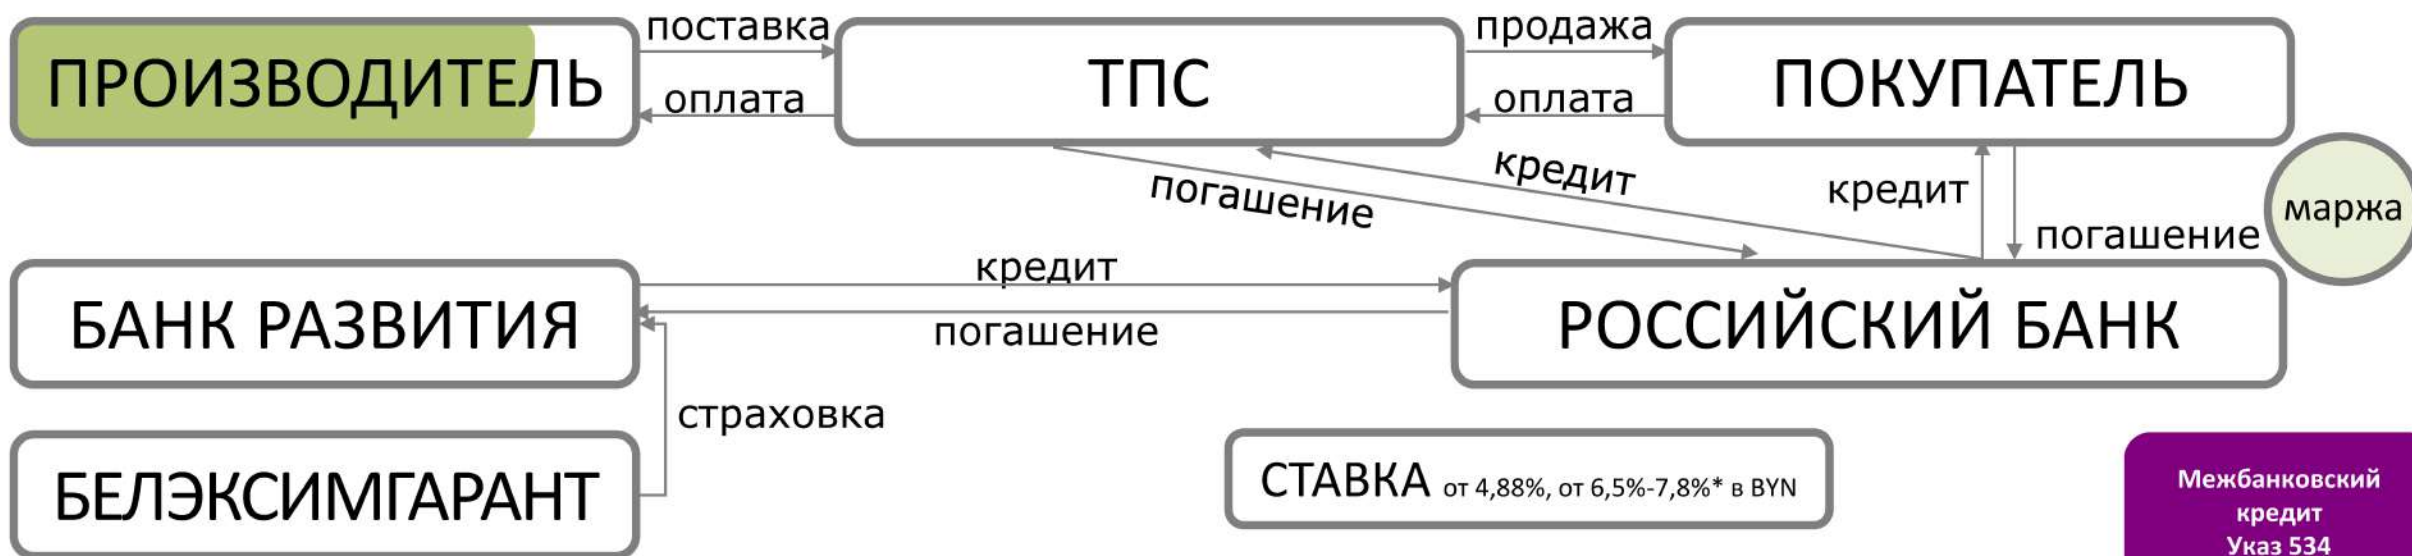 поставка
продажа
ПРОИЗВОДИТЕЛЬ
ТПС
ПОКУПАТЕЛЬ
оплата
оплата
кредит
погашение
кредит
маржа
погашение
кредит
БАНК РАЗВИТИЯ
РОССИЙСКИЙ БАНК
погашение
страховка
БЕЛЭКСИМГАРАНТ
СТАВКА от 4,88%, от 6,5%-7,8%* в BYN
Межбанковский
кредит
Указ 534